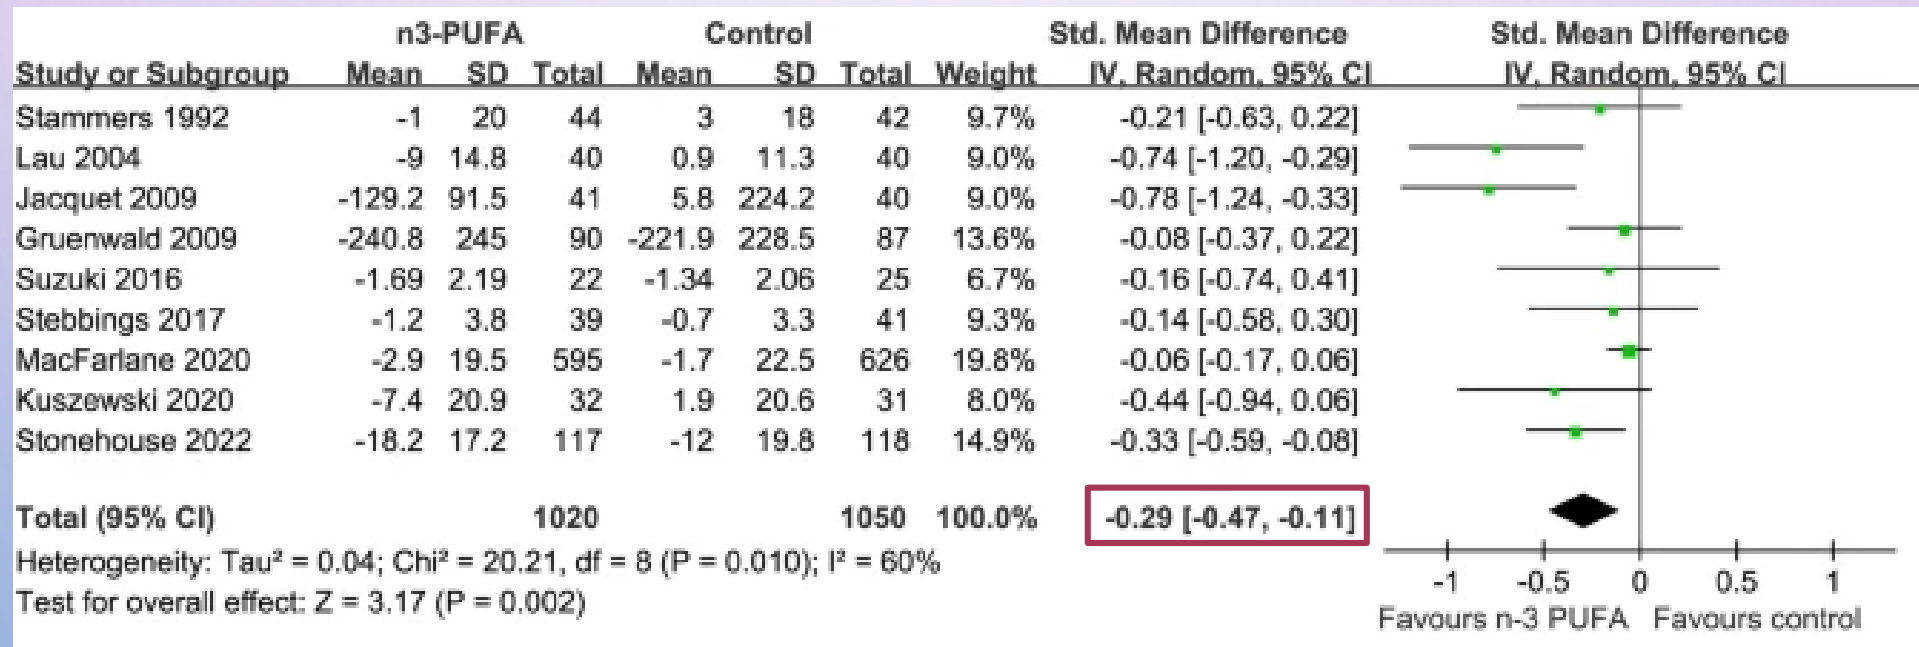 n3-PUFA Control Std. Mean Difference Std. Mean Difference
Study or Subgroup Mean SD Total Mean SD Total Weight IV, Random, 95% CI IV, Random, 95% CI
Stammers 1992 -1 20 44 3 18 42 9.7% -0.21 [-0.63, 0.22]
Lau 2004 -9 14.8 40 0.9 11.3 40 9.0% -0.74 [-1.20, -0.29]
Jacquet 2009 -129.2 91.5 41 5.8 224.2 40 9.0% -0.78 [-1.24, -0.33]
Gruenwald 2009 -240.8 245 90 -221.9 228.5 87 13.6% -0.08 [-0.37, 0.22]
Suzuki 2016 -1.69 2.19 22 -1.34 2.06 25 6.7% -0.16 [-0.74, 0.41]
Stebbings 2017 -1.2 3.8 39 -0.7 3.3 41 9.3% -0.14 [-0.58, 0.30]
MacFarlane 2020 -2.9 19.5 595 -1.7 22.5 626 19.8% -0.06 [-0.17, 0.06]
Kuszewski 2020 -7.4 20.9 32 1.9 20.6 31 8.0% -0.44 [-0.94, 0.06]
Stonehouse 2022 -18.2 17.2 117 -12 19.8 118 14.9% -0.33 [-0.59, -0.08]
Total (95% CI) 1020 1050 100.0% -0.29 [-0.47, -0.11]
Heterogeneity: Tau² = 0.04; Chi² = 20.21, df = 8 (P = 0.010); I² = 60%
Test for overall effect: Z = 3.17 (P = 0.002)
-1 -0.5 0 0.5 1
Favours n-3 PUFA Favours control